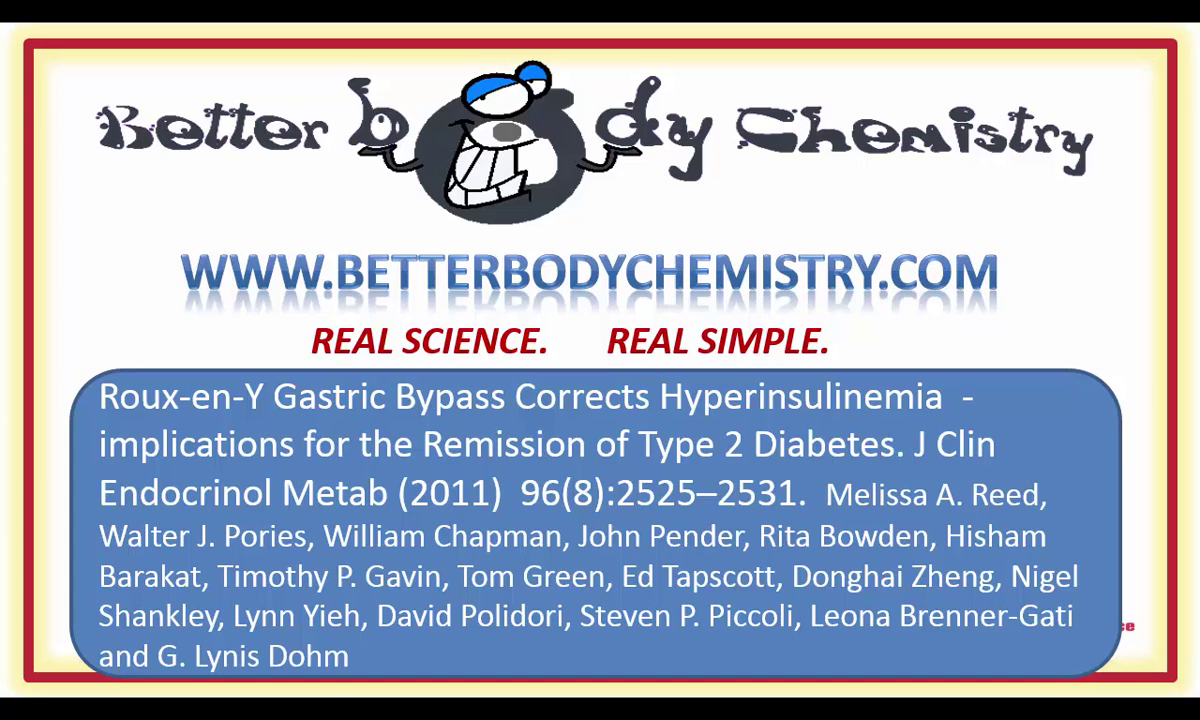 Better body Chemistry
WWW.BETTERBODYCHEMISTRY.COM
REAL SCIENCE. REAL SIMPLE.
Roux-en-Y Gastric Bypass Corrects Hyperinsulinemia -
implications for the Remission of Type 2 Diabetes. J Clin
Endocrinol Metab (2011) 96(8):2525–2531. Melissa A. Reed,
Walter J. Pories, William Chapman, John Pender, Rita Bowden, Hisham
Barakat, Timothy P. Gavin, Tom Green, Ed Tapscott, Donghai Zheng, Nigel
Shankley, Lynn Yieh, David Polidori, Steven P. Piccoli, Leona Brenner-Gati
and G. Lynis Dohm